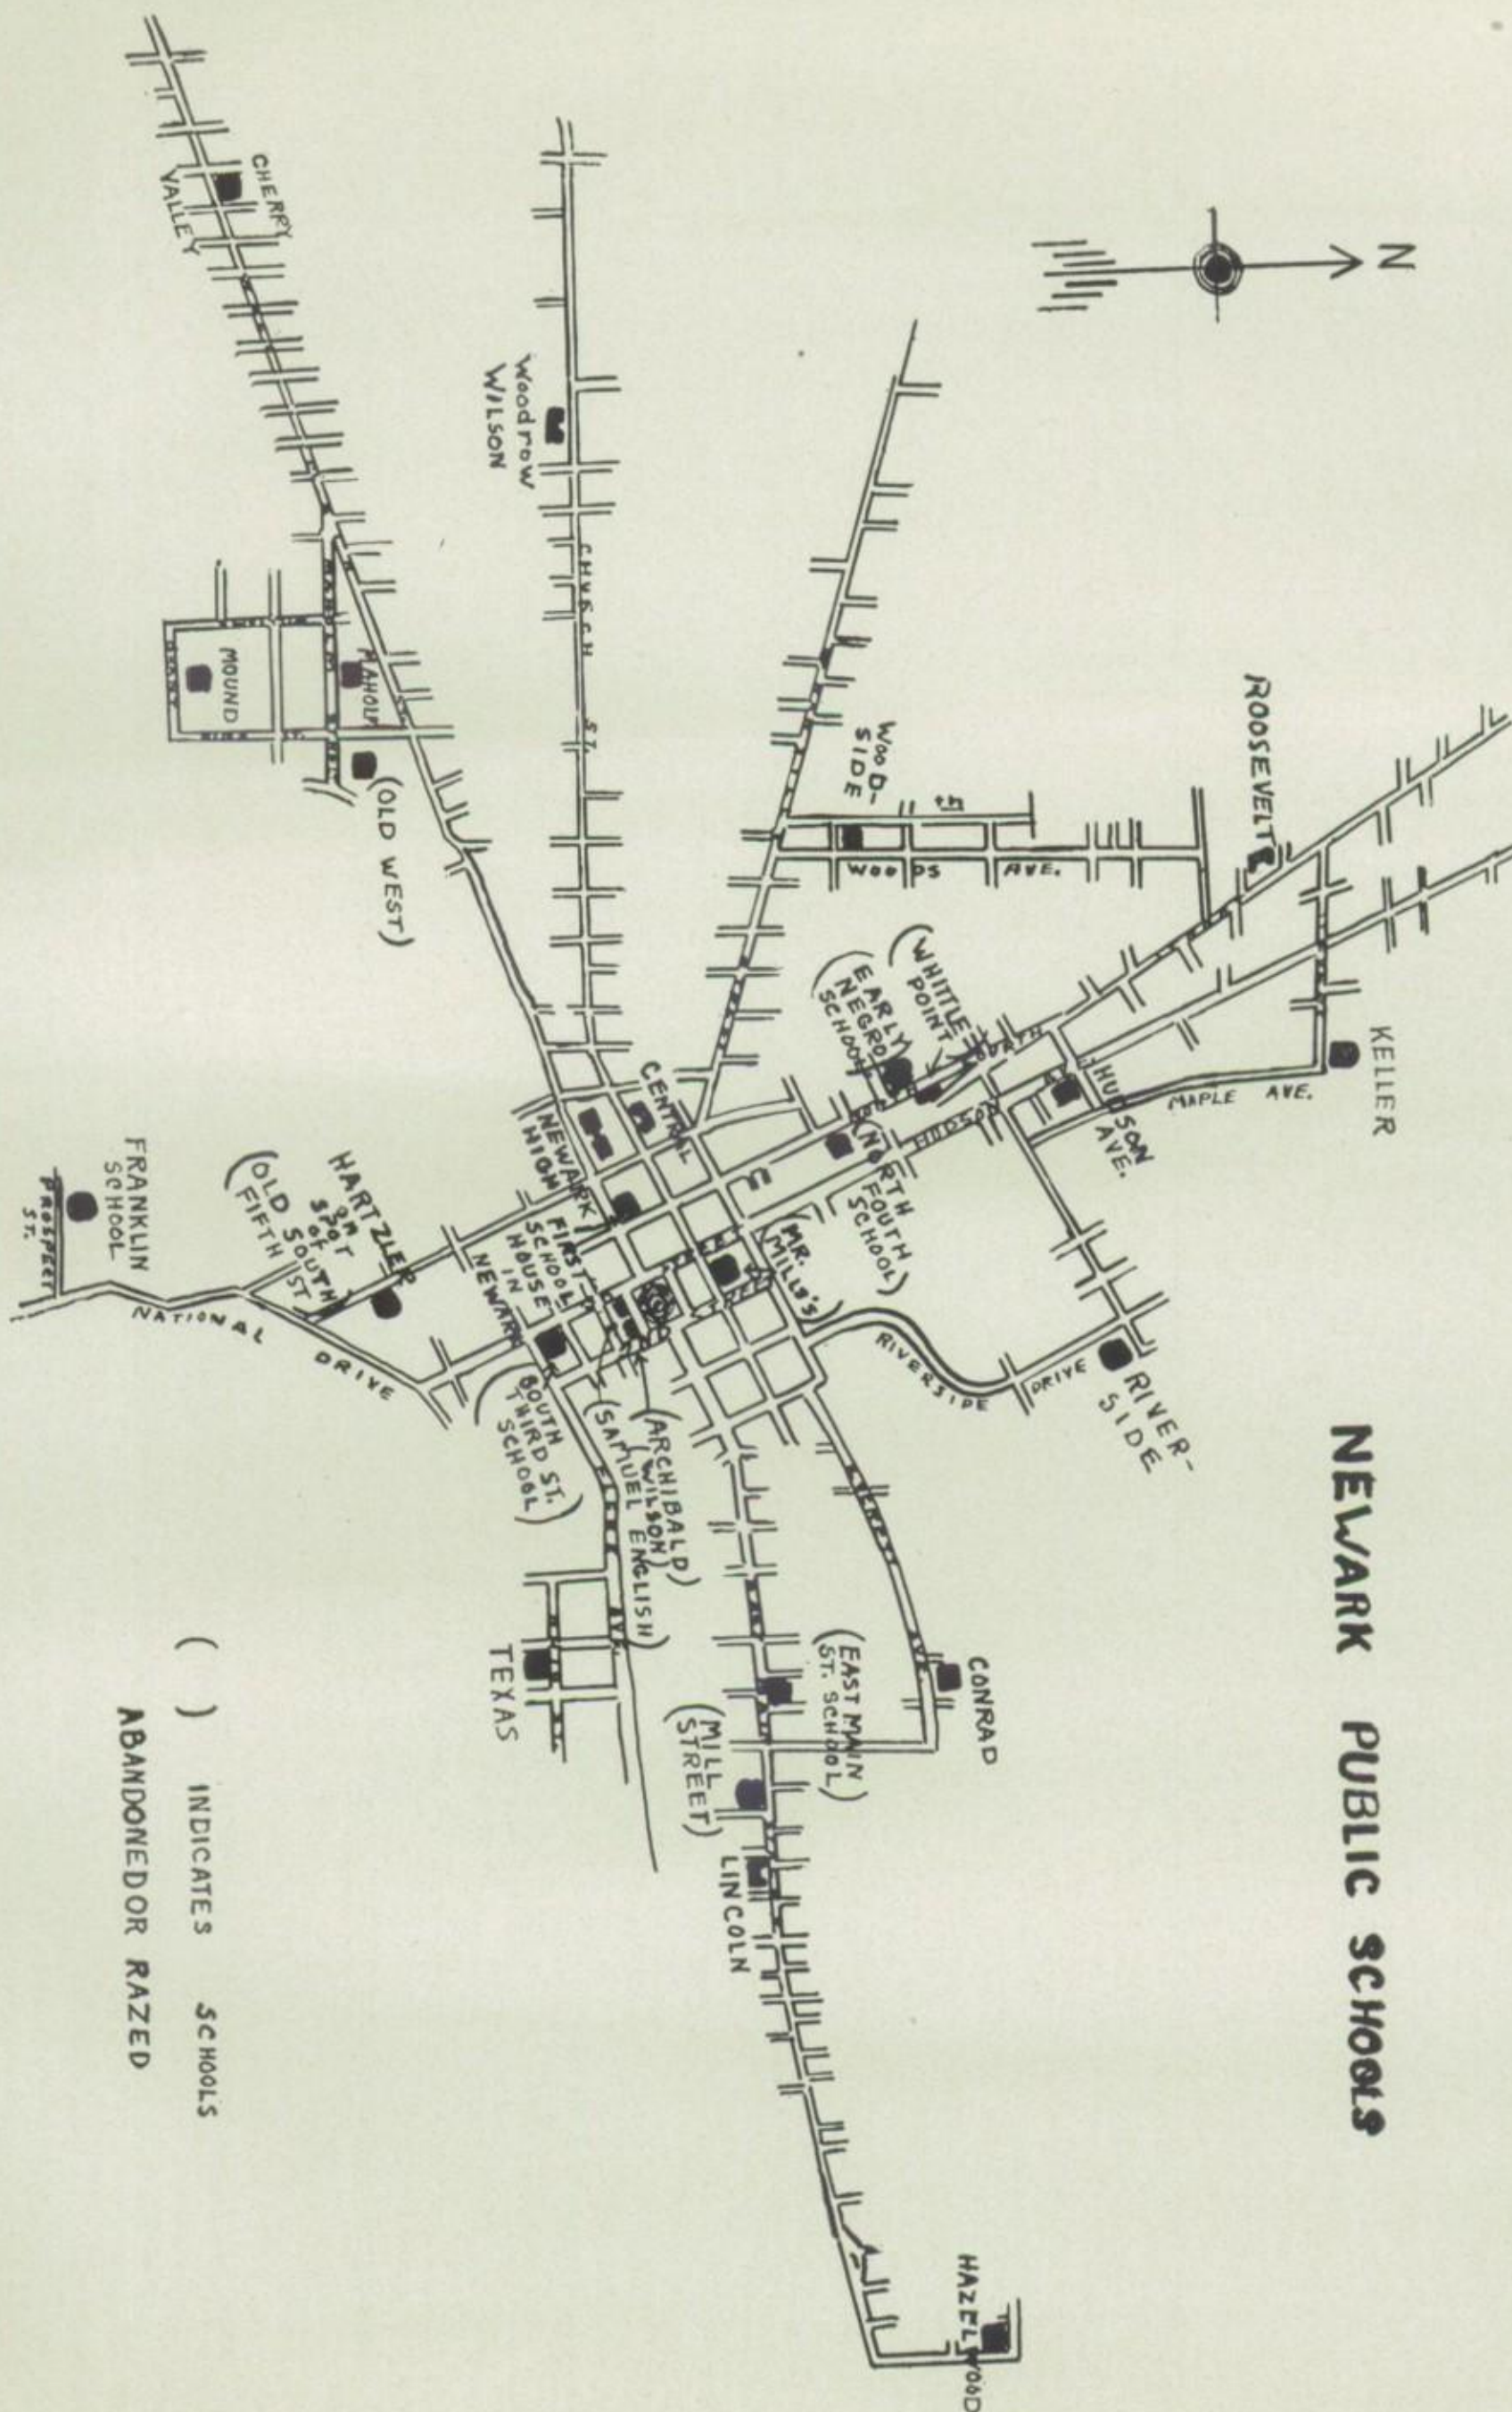 NEWARK PUBLIC SCHOOLS
N
KELLER
MAPLE AVE.
ROOSEVELT
HUDSON
AVE.
NORTH
HUDSON
RIVER-
SIDE
RIVERSIDE
DRIVE
WOOD-
SIDE
WOODS AVE.
(WHITTLE
POINT)
(EARLY
NEGRO
SCHOOL)
(NORTH
FOUTH
SCHOOL)
(MR.
MILLS'S)
CONRAD
AVE.
HAZELWOOD
(EAST MAIN
ST. SCHOOL)
(MILL
STREET)
LINCOLN
Woodrow
WILSON
CHURCH ST.
CENTRAL
NEWARK
HIGH
FIRST
SCHOOL
HOUSE
IN
NEWARK
(ARCHIBALD
WILSON)
(SAMUEL ENGLISH)
(SOUTH
THIRD ST.
SCHOOL)
AVE.
TEXAS
CHERRY
VALLEY
MAHOLM
MOUND
(OLD WEST)
HARTZLER
ON
SPOT
OF
(OLD SOUTH
FIFTH ST)
NATIONAL DRIVE
FRANKLIN
SCHOOL
PROSPECT
ST.
( ) INDICATES SCHOOLS
ABANDONEDOR RAZED